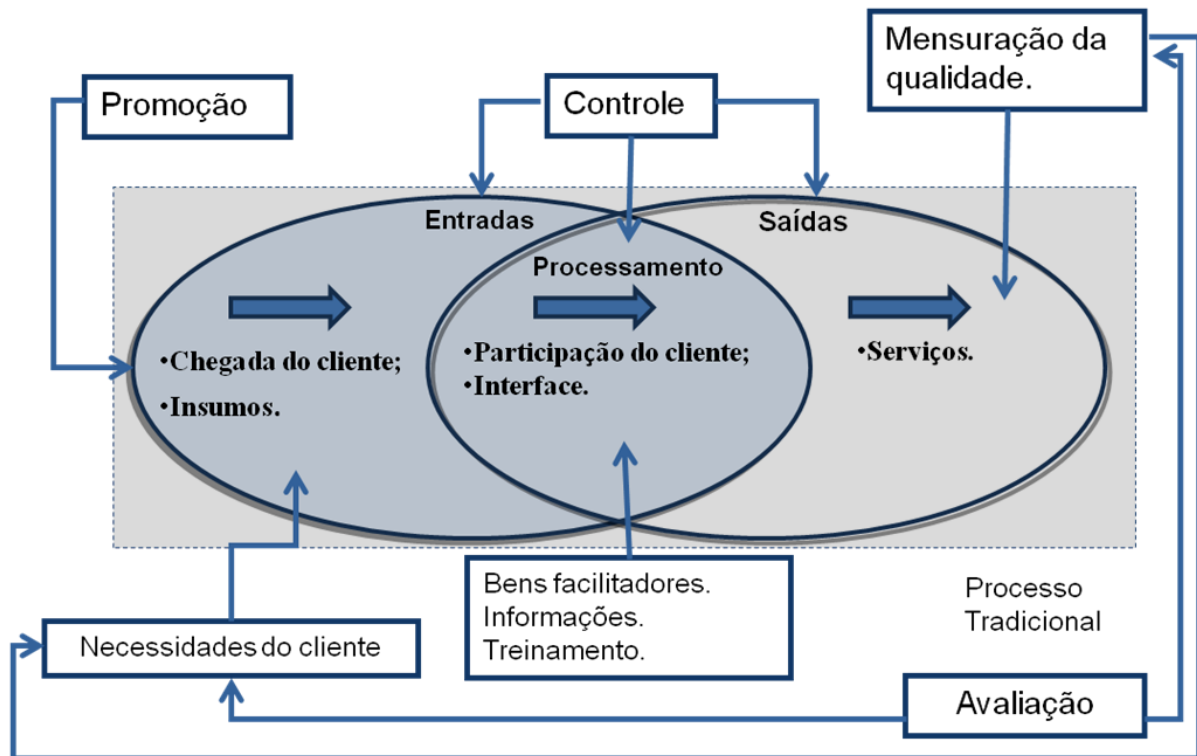 Mensuração da
qualidade.
Promoção
Controle
Entradas
Saídas
Processamento
•Chegada do cliente;
•Insumos.
•Participação do cliente;
•Interface.
•Serviços.
Bens facilitadores.
Informações.
Treinamento.
Processo
Tradicional
Necessidades do cliente
Avaliação